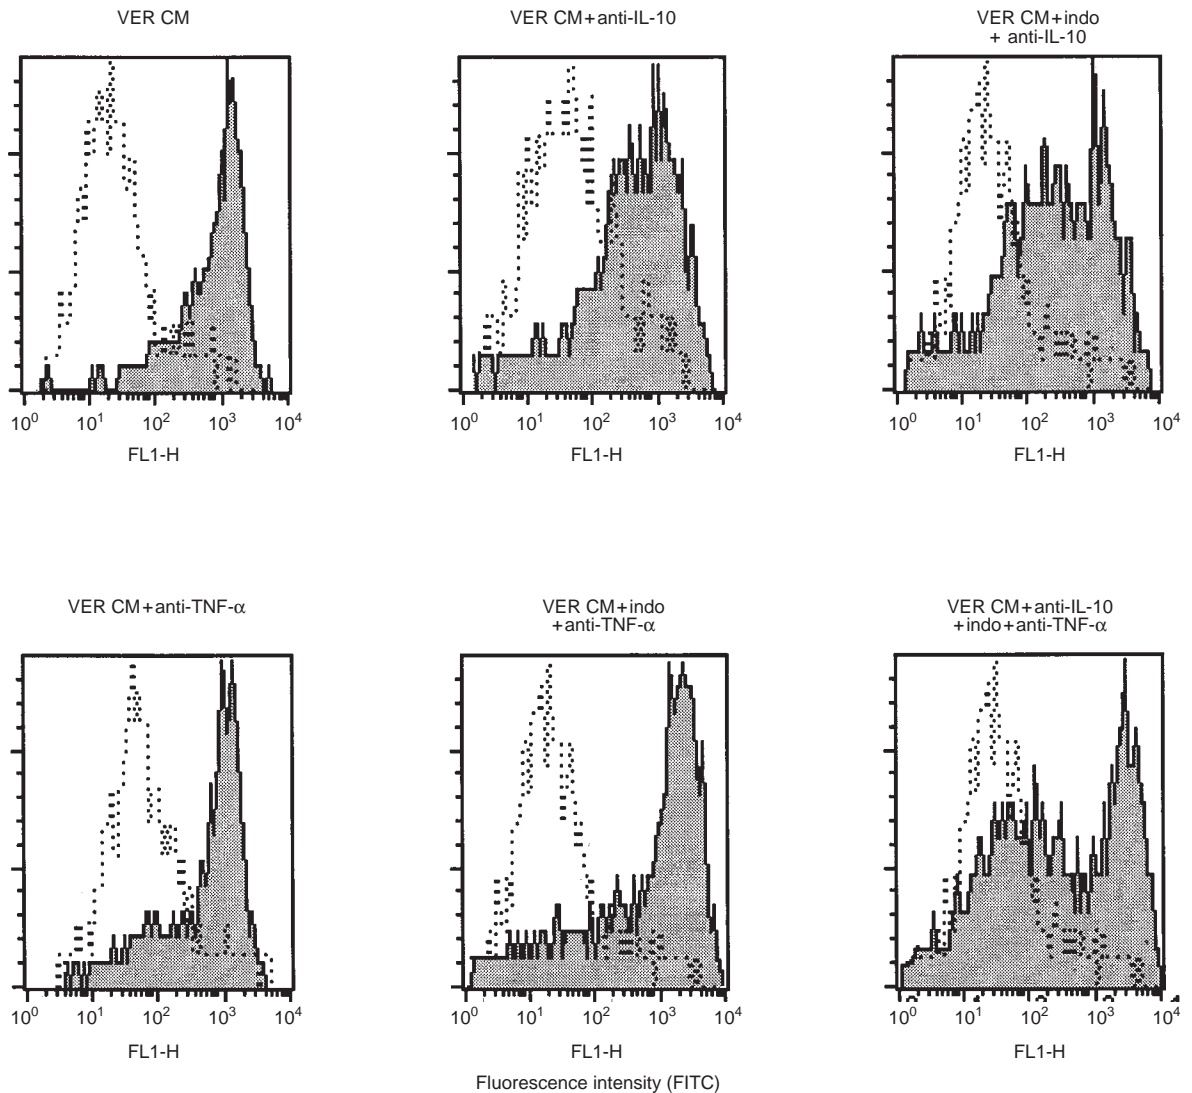 VER CM
VER CM+anti-IL-10
VER CM+indo
+ anti-IL-10
10^0 10^1 10^2 10^3 10^4
10^0 10^1 10^2 10^3 10^4
10^0 10^1 10^2 10^3 10^4
FL1-H
FL1-H
FL1-H
VER CM+anti-TNF-α
VER CM+indo
+anti-TNF-α
VER CM+anti-IL-10
+indo+anti-TNF-α
10^0 10^1 10^2 10^3 10^4
10^0 10^1 10^2 10^3 10^4
10^0 10^1 10^2 10^3 10^4
FL1-H
FL1-H
FL1-H
Fluorescence intensity (FITC)